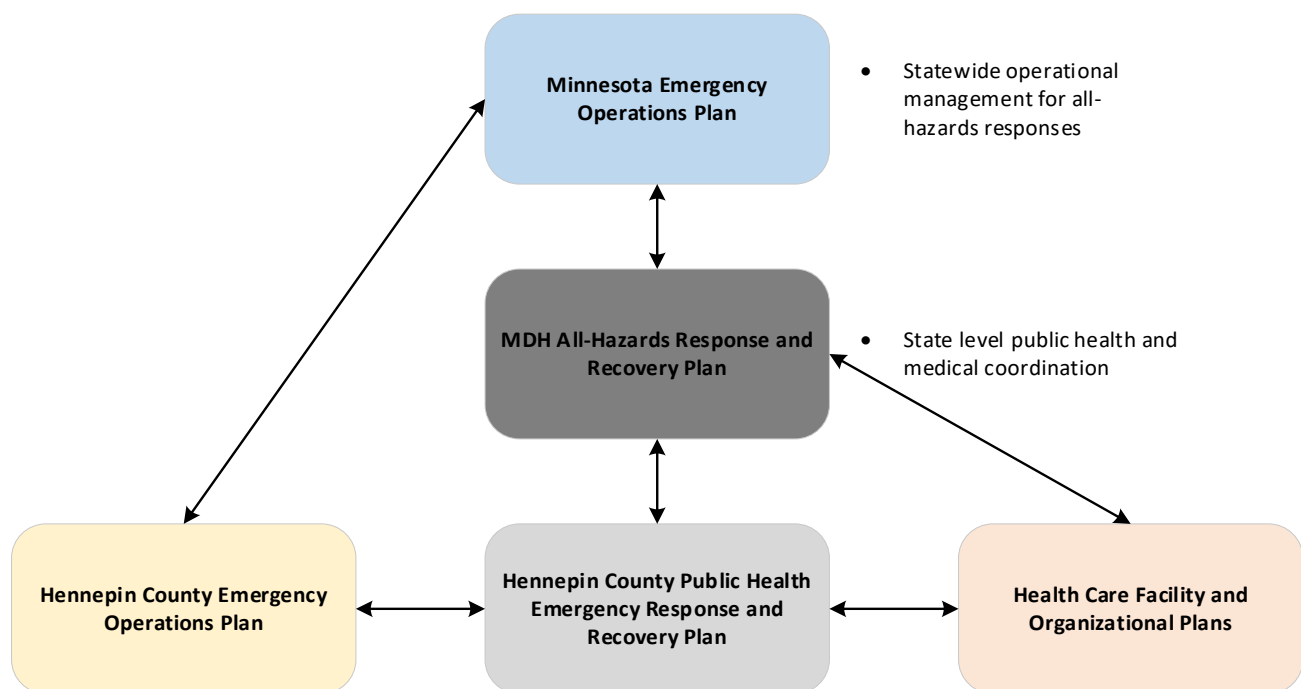 Minnesota Emergency
Operations Plan
• Statewide operational
management for all-
hazards responses
MDH All-Hazards Response and
Recovery Plan
• State level public health and
medical coordination
Hennepin County Emergency
Operations Plan
Hennepin County Public Health
Emergency Response and
Recovery Plan
Health Care Facility and
Organizational Plans